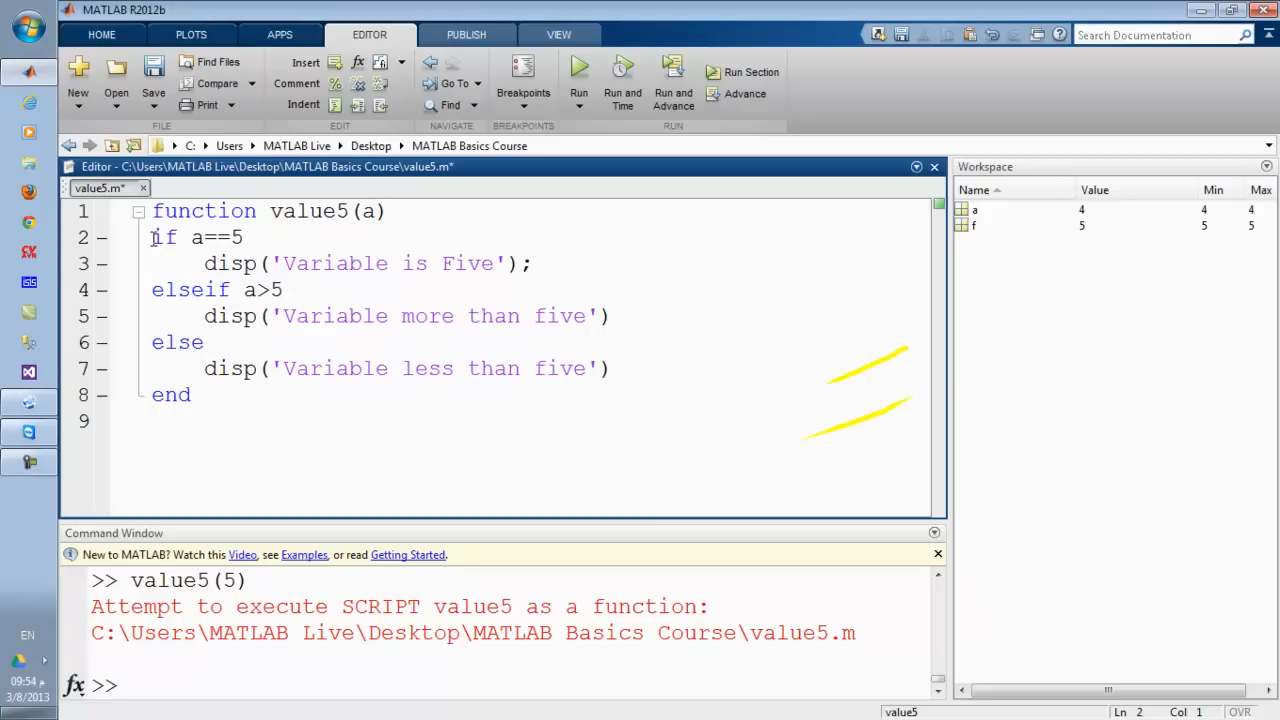 MATLAB R2012b
HOME PLOTS APPS EDITOR PUBLISH VIEW Search Documentation
New Open Save Find Files Compare Print
Insert Comment Indent
Go To Find
Breakpoints
Run Run and Time Run and Advance Run Section Advance
FILE EDIT NAVIGATE BREAKPOINTS RUN
C: Users MATLAB Live Desktop MATLAB Basics Course
Editor - C:\Users\MATLAB Live\Desktop\MATLAB Basics Course\value5.m*
value5.m*
1 function value5(a)
2 – if a==5
3 – disp('Variable is Five');
4 – elseif a>5
5 – disp('Variable more than five')
6 – else
7 – disp('Variable less than five')
8 – end
9
Workspace
Name Value Min Max
a 4 4 4
f 5 5 5
Command Window
New to MATLAB? Watch this Video, see Examples, or read Getting Started.
>> value5(5)
Attempt to execute SCRIPT value5 as a function:
C:\Users\MATLAB Live\Desktop\MATLAB Basics Course\value5.m
fx >>
value5 Ln 2 Col 1 OVR
EN
09:54 م
3/8/2013